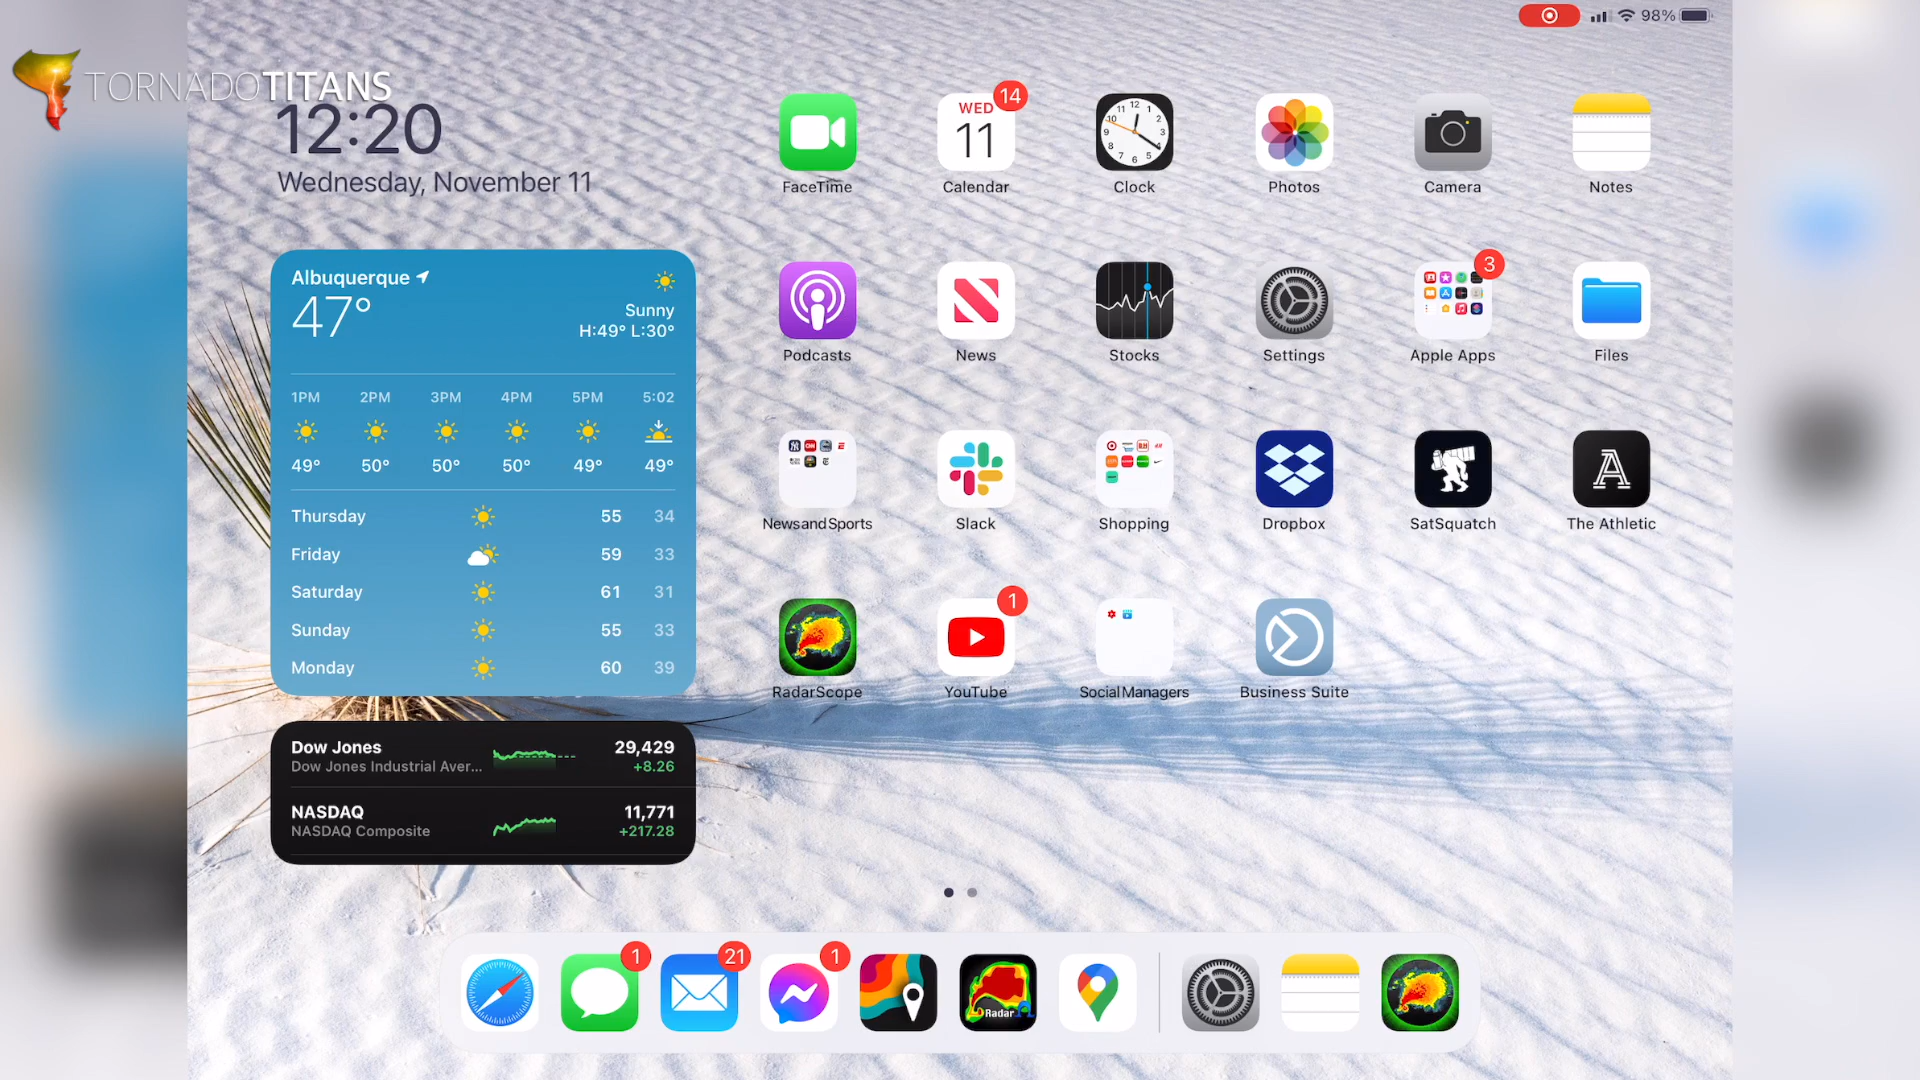 98%
TORNADOTITANS
12:20
Wednesday, November 11
Albuquerque
47°
Sunny
H:49° L:30°
1PM 2PM 3PM 4PM 5PM 5:02
49° 50° 50° 50° 49° 49°
Thursday 55 34
Friday 59 33
Saturday 61 31
Sunday 55 33
Monday 60 39
Dow Jones 29,429
Dow Jones Industrial Aver... +8.26
NASDAQ 11,771
NASDAQ Composite +217.28
14
WED
11
FaceTime Calendar Clock Photos Camera Notes
3
Podcasts News Stocks Settings Apple Apps Files
NewsandSports Slack Shopping Dropbox SatSquatch The Athletic
1
RadarScope YouTube Social Managers Business Suite
1 21 1
Radar